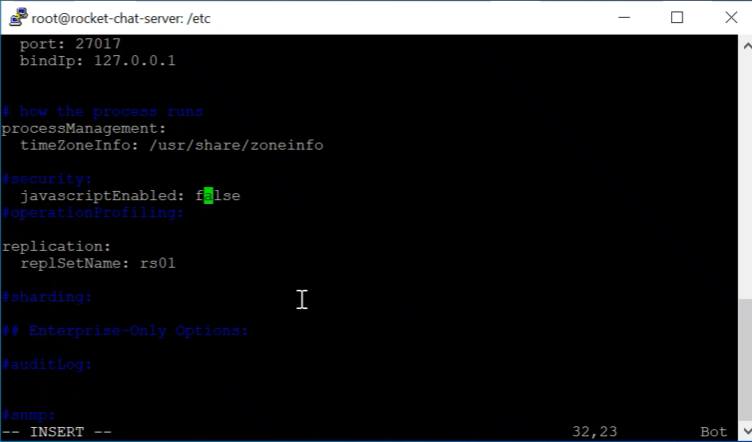 root@rocket-chat-server: /etc
port: 27017
bindIp: 127.0.0.1
# how the process runs
processManagement:
timeZoneInfo: /usr/share/zoneinfo
#security:
javascriptEnabled: false
#operationProfiling:
replication:
replSetName: rs01
#sharding:
## Enterprise-Only Options:
#auditLog:
#snmp:
-- INSERT -- 32,23 Bot